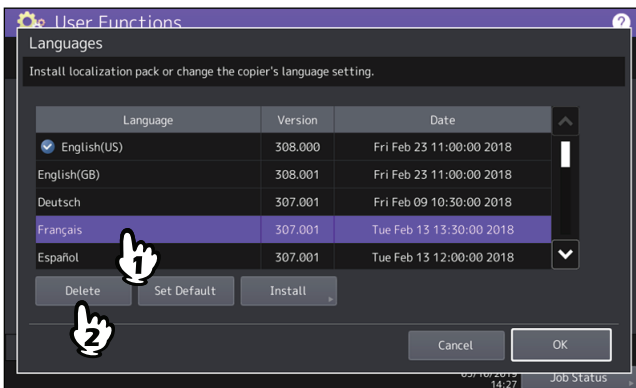 User Functions
?
Languages
Install localization pack or change the copier's language setting.
Language Version Date
English(US) 308.000 Fri Feb 23 11:00:00 2018
English(GB) 308.001 Fri Feb 23 11:00:00 2018
Deutsch 307.001 Fri Feb 09 10:30:00 2018
Français 307.001 Tue Feb 13 13:30:00 2018
Español 307.001 Tue Feb 13 12:00:00 2018
1
Delete Set Default Install
2
Cancel OK
Job Status
14:27